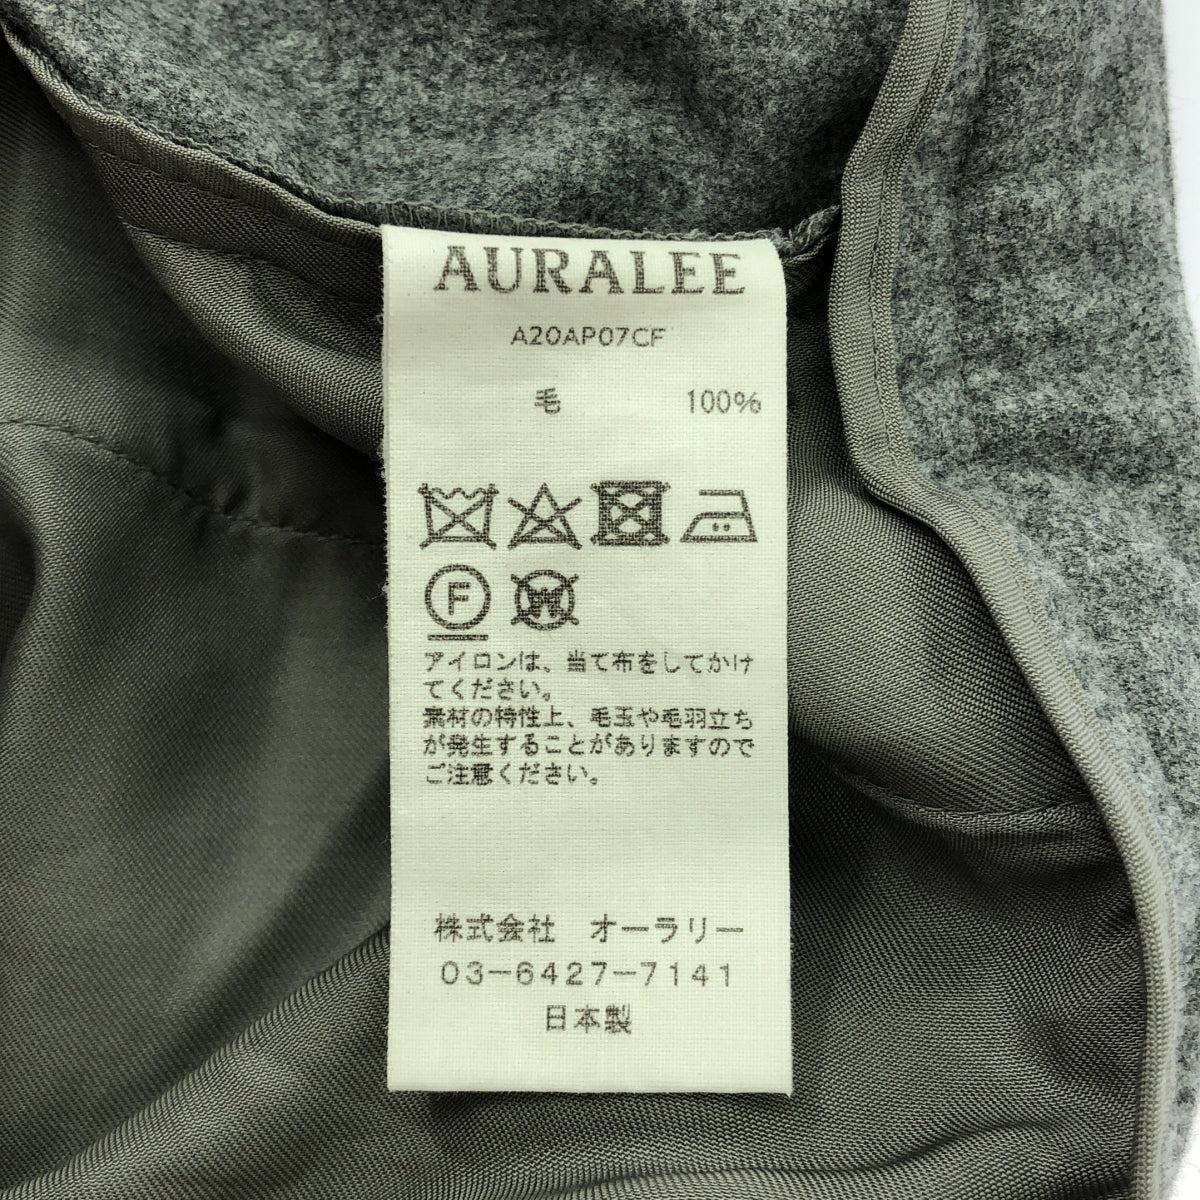 AURALEE
A20AP07CF
毛 100%
F
W
アイロンは、当て布をしてかけ
てください。
素材の特性上、毛玉や毛羽立ち
が発生することがありますので
ご注意ください。
株式会社 オーラリー
03-6427-7141
日本製